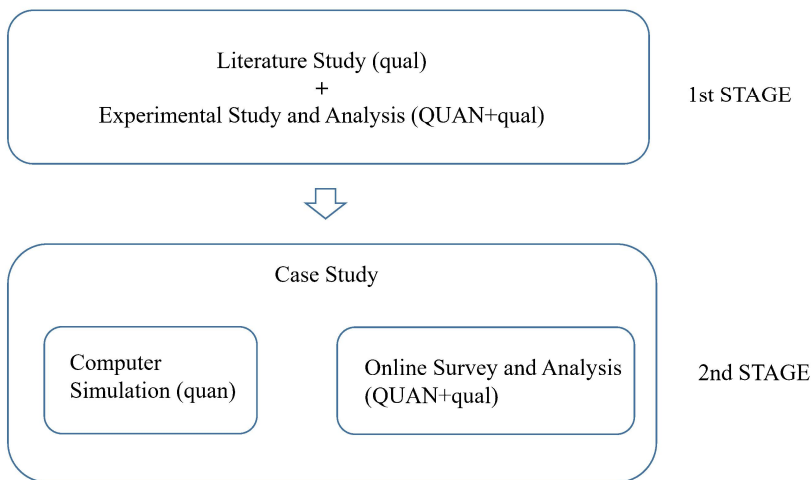 Literature Study (qual)
+
Experimental Study and Analysis (QUAN+qual)
1st STAGE
Case Study
Computer
Simulation (quan)
Online Survey and Analysis
(QUAN+qual)
2nd STAGE